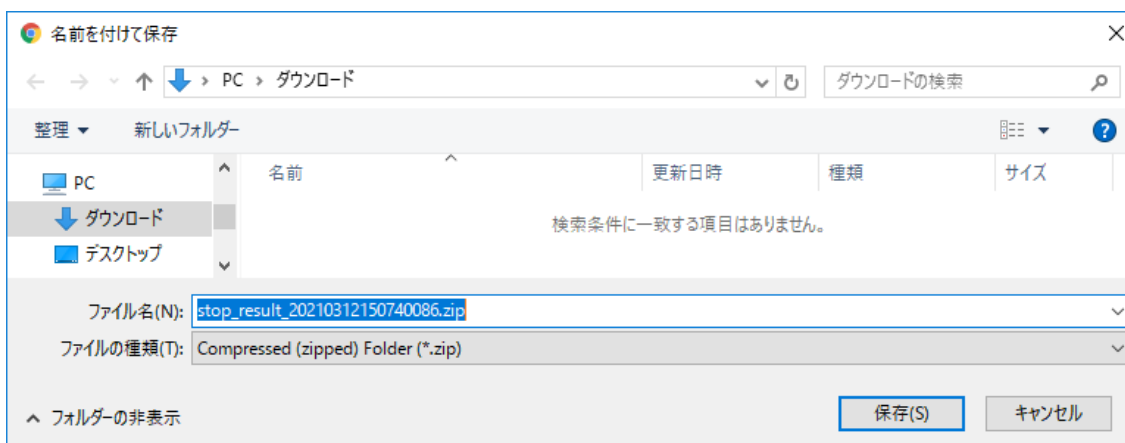 名前を付けて保存
PC > ダウンロード ダウンロードの検索
整理 新しいフォルダー ?
PC 名前 更新日時 種類 サイズ
ダウンロード 検索条件に一致する項目はありません。
デスクトップ
ファイル名(N): stop_result_20210312150740086.zip
ファイルの種類(T): Compressed (zipped) Folder (*.zip)
フォルダーの非表示 保存(S) キャンセル